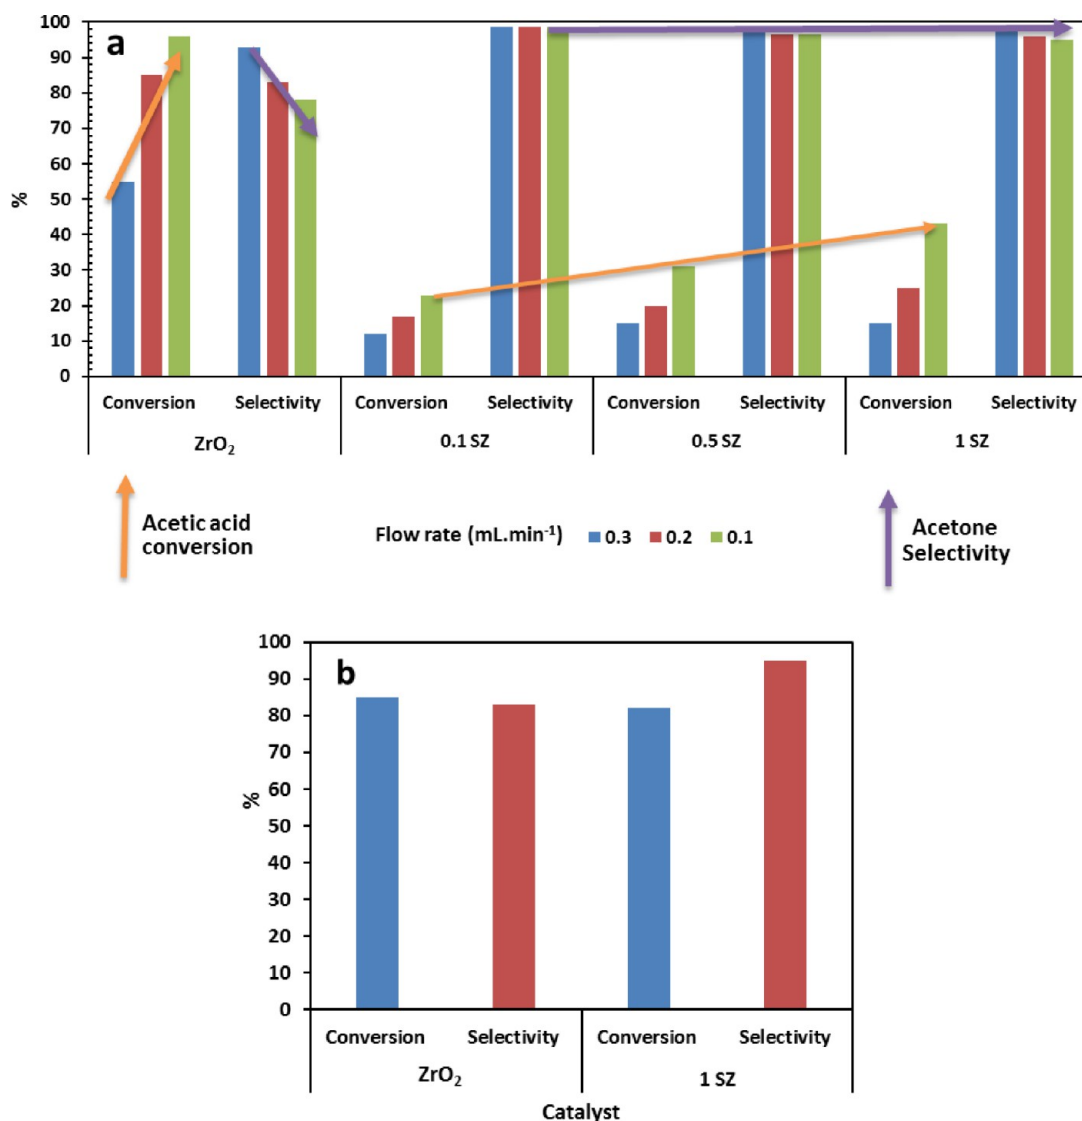 a
100
90
80
70
60
50
40
30
20
10
0
%
Conversion Selectivity Conversion Selectivity Conversion Selectivity Conversion Selectivity
ZrO₂ 0.1 SZ 0.5 SZ 1 SZ
Acetic acid
conversion
Flow rate (mL.min⁻¹) 0.3 0.2 0.1
Acetone
Selectivity
b
100
90
80
70
60
50
40
30
20
10
0
%
Conversion Selectivity Conversion Selectivity
ZrO₂ 1 SZ
Catalyst